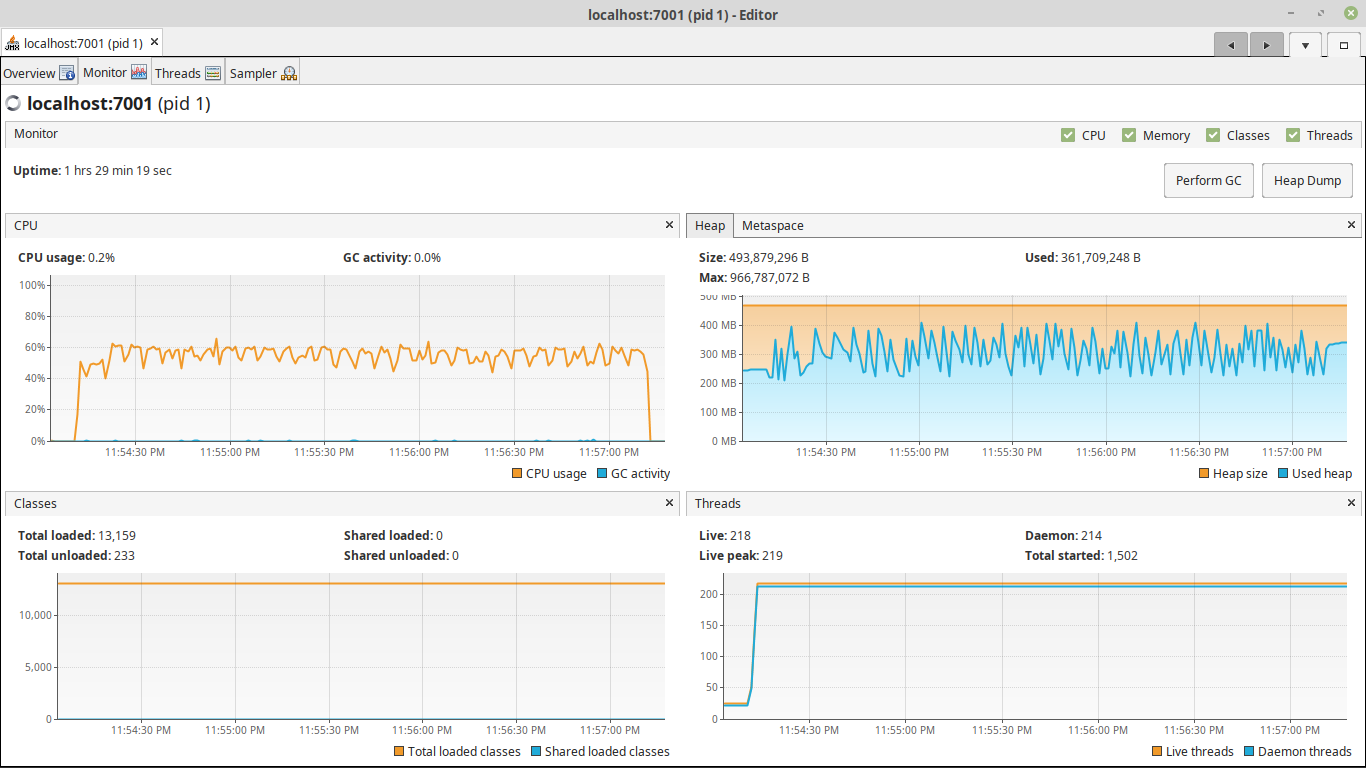 localhost:7001 (pid 1) - Editor
JMX localhost:7001 (pid 1)
Overview Monitor Threads Sampler
localhost:7001 (pid 1)
Monitor CPU Memory Classes Threads
Uptime: 1 hrs 29 min 19 sec
Perform GC Heap Dump
CPU
CPU usage: 0.2% GC activity: 0.0%
100%
80%
60%
40%
20%
0%
11:54:30 PM 11:55:00 PM 11:55:30 PM 11:56:00 PM 11:56:30 PM 11:57:00 PM
CPU usage GC activity
Heap Metaspace
Size: 493,879,296 B Used: 361,709,248 B
Max: 966,787,072 B
500 MB
400 MB
300 MB
200 MB
100 MB
0 MB
11:54:30 PM 11:55:00 PM 11:55:30 PM 11:56:00 PM 11:56:30 PM 11:57:00 PM
Heap size Used heap
Classes
Total loaded: 13,159 Shared loaded: 0
Total unloaded: 233 Shared unloaded: 0
10,000
5,000
0
11:54:30 PM 11:55:00 PM 11:55:30 PM 11:56:00 PM 11:56:30 PM 11:57:00 PM
Total loaded classes Shared loaded classes
Threads
Live: 218 Daemon: 214
Live peak: 219 Total started: 1,502
200
150
100
50
0
11:54:30 PM 11:55:00 PM 11:55:30 PM 11:56:00 PM 11:56:30 PM 11:57:00 PM
Live threads Daemon threads